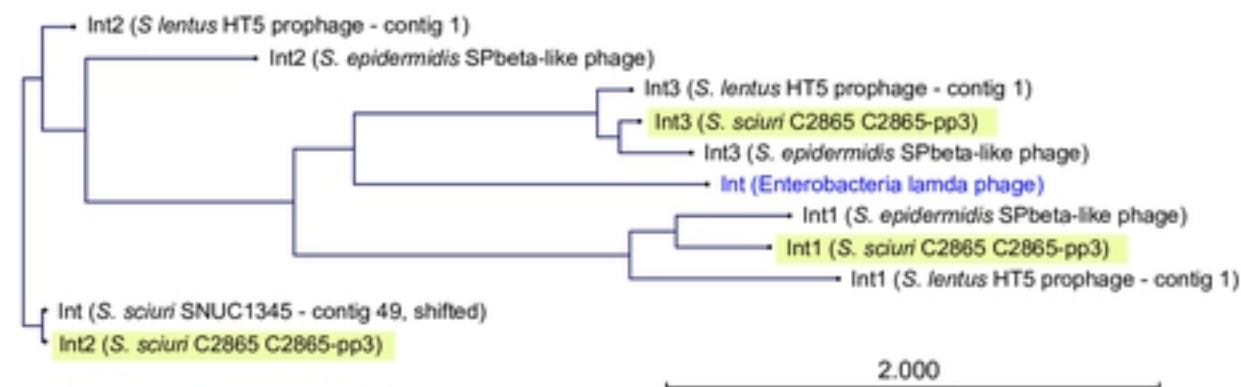 Int2 (S lentus HT5 prophage - contig 1)
Int2 (S. epidermidis SPbeta-like phage)
Int3 (S. lentus HT5 prophage - contig 1)
Int3 (S. sciuri C2865 C2865-pp3)
Int3 (S. epidermidis SPbeta-like phage)
Int (Enterobacteria lamda phage)
Int1 (S. epidermidis SPbeta-like phage)
Int1 (S. sciuri C2865 C2865-pp3)
Int1 (S. lentus HT5 prophage - contig 1)
Int (S. sciuri SNUC1345 - contig 49, shifted)
Int2 (S. sciuri C2865 C2865-pp3)
2.000